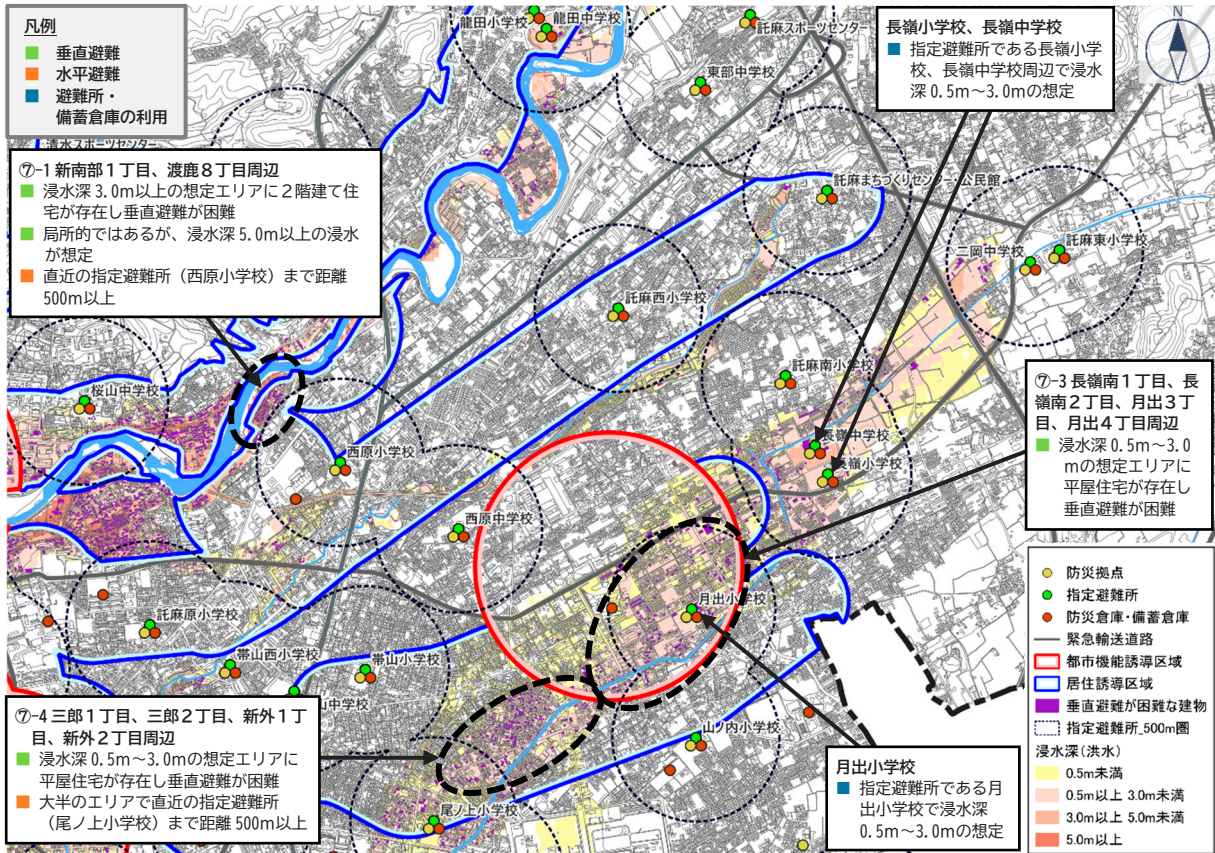 凡例
垂直避難
水平避難
避難所・
備蓄倉庫の利用
清水スポーツセンター
龍田小学校
龍田中学校
託麻スポーツセンター
東部中学校
長嶺小学校、長嶺中学校
指定避難所である長嶺小学
校、長嶺中学校周辺で浸水
深0.5m～3.0mの想定
N
⑦-1 新南部1丁目、渡鹿8丁目周辺
浸水深3.0m以上の想定エリアに2階建て住
宅が存在し垂直避難が困難
局所的ではあるが、浸水深5.0m以上の浸水
が想定
直近の指定避難所（西原小学校）まで距離
500m以上
託麻まちづくりセンター・公民館
二岡中学校
託麻東小学校
託麻西小学校
託麻南小学校
桜山中学校
長嶺中学校
長嶺小学校
西原小学校
西原中学校
⑦-3 長嶺南1丁目、長
嶺南2丁目、月出3丁
目、月出4丁目周辺
浸水深0.5m～3.0
mの想定エリアに
平屋住宅が存在し
垂直避難が困難
月出小学校
託麻原小学校
帯山西小学校
帯山小学校
山中学校
山ノ内小学校
尾ノ上小学校
⑦-4 三郎1丁目、三郎2丁目、新外1丁
目、新外2丁目周辺
浸水深0.5m～3.0mの想定エリアに
平屋住宅が存在し垂直避難が困難
大半のエリアで直近の指定避難所
（尾ノ上小学校）まで距離500m以上
月出小学校
指定避難所である月
出小学校で浸水深
0.5m～3.0mの想定
防災拠点
指定避難所
防災倉庫・備蓄倉庫
緊急輸送道路
都市機能誘導区域
居住誘導区域
垂直避難が困難な建物
指定避難所_500m圏
浸水深(洪水)
0.5m未満
0.5m以上 3.0m未満
3.0m以上 5.0m未満
5.0m以上